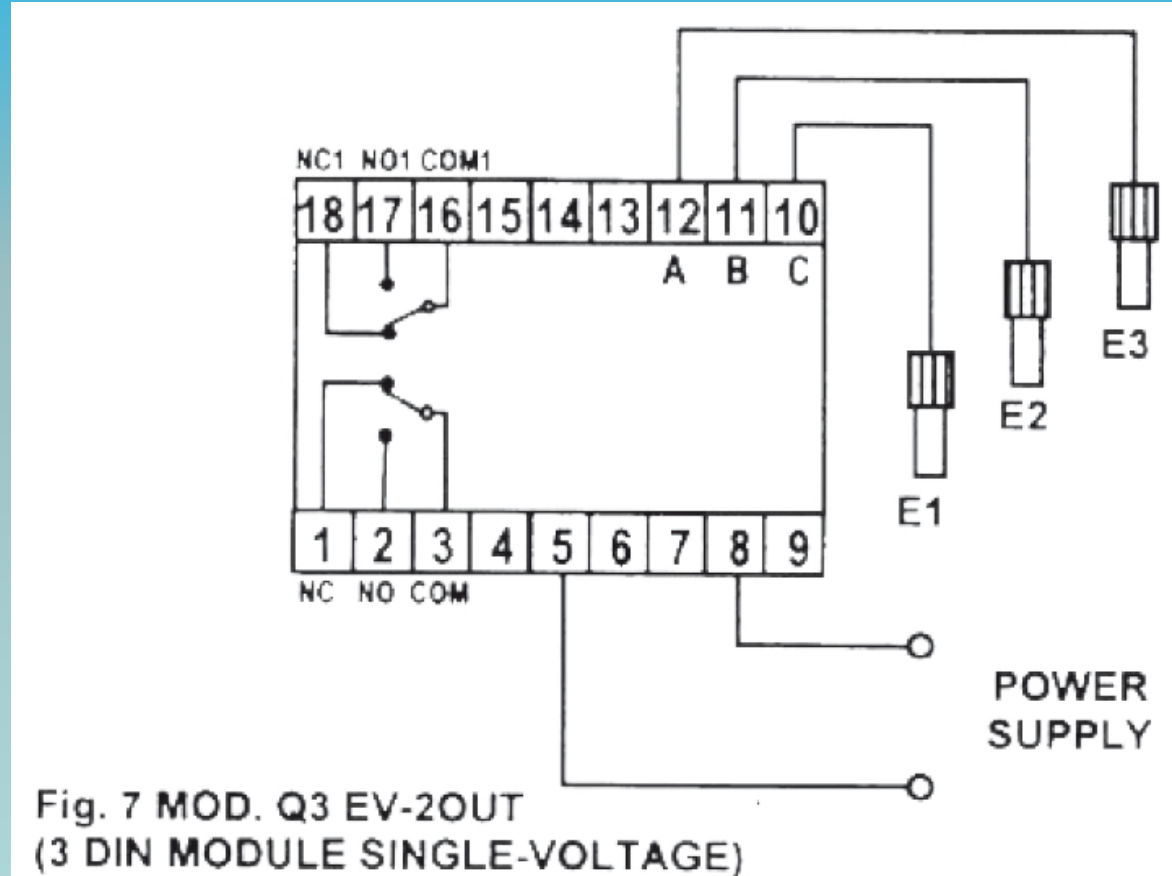 NC1 NO1 COM1
18 17 16 15 14 13 12 11 10
A B C
E3
E2
E1
1 2 3 4 5 6 7 8 9
NC NO COM
POWER
SUPPLY
Fig. 7 MOD. Q3 EV-2OUT
(3 DIN MODULE SINGLE-VOLTAGE)